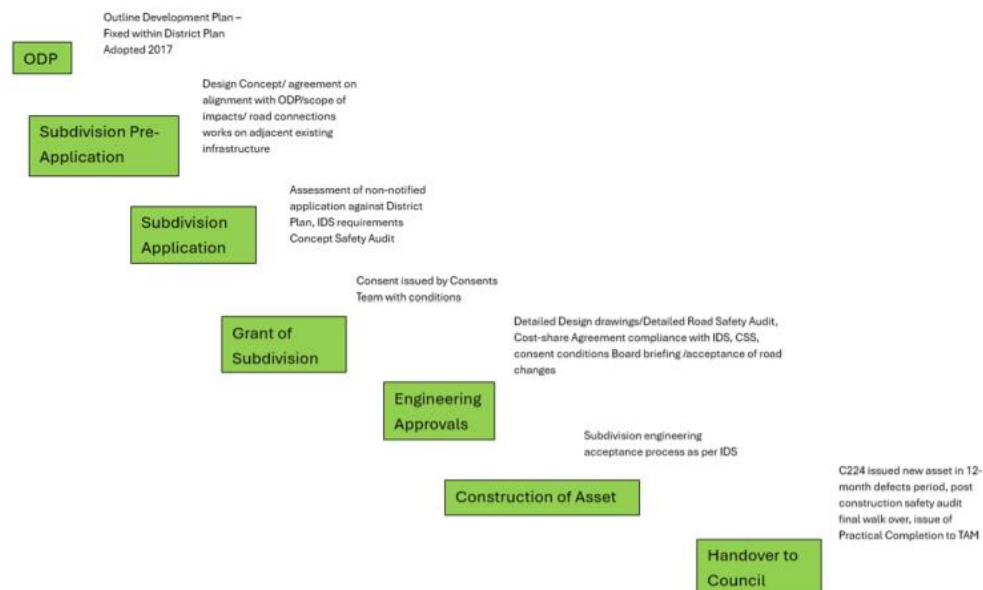 Outline Development Plan –
Fixed within District Plan
Adopted 2017
ODP
Design Concept/ agreement on
alignment with ODP/scope of
impacts/ road connections
works on adjacent existing
infrastructure
Subdivision Pre-
Application
Assessment of non-notified
application against District
Plan, IDS requirements
Concept Safety Audit
Subdivision
Application
Consent issued by Consents
Team with conditions
Grant of
Subdivision
Detailed Design drawings/Detailed Road Safety Audit,
Cost-share Agreement compliance with IDS, CSS,
consent conditions Board briefing /acceptance of road
changes
Engineering
Approvals
Subdivision engineering
acceptance process as per IDS
Construction of Asset
C224 issued new asset in 12-
month defects period, post
construction safety audit
final walk over, issue of
Practical Completion to TAM
Handover to
Council